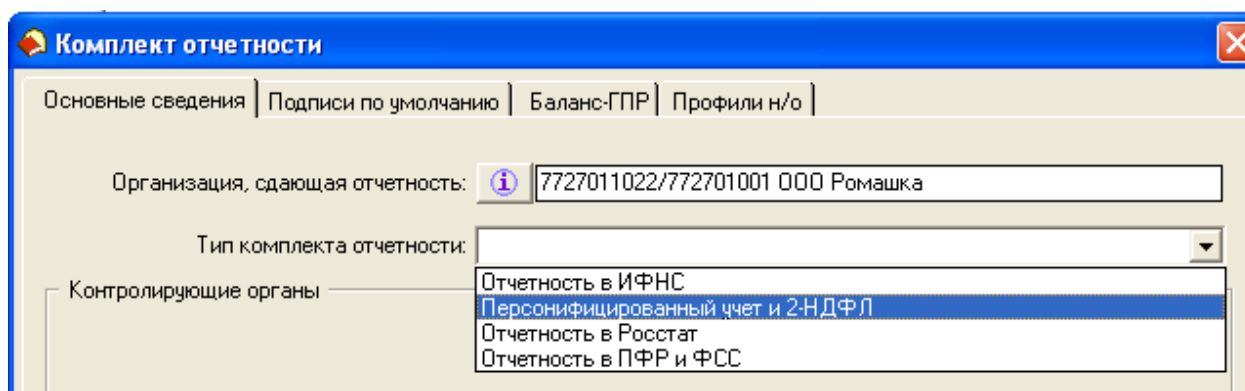 Комплект отчетности
Основные сведения Подписи по умолчанию Баланс-ГПР Профили н/о
Организация, сдающая отчетность: 7727011022/772701001 ООО Ромашка
Тип комплекта отчетности:
Контролирующие органы
Отчетность в ИФНС
Персонифицированный учет и 2-НДФЛ
Отчетность в Росстат
Отчетность в ПФР и ФСС